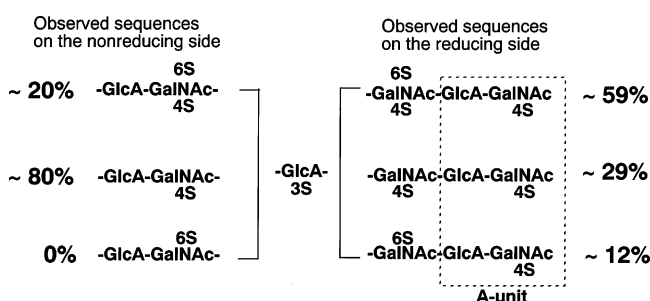 Observed sequences
on the nonreducing side
Observed sequences
on the reducing side
6S
~ 20% -GlcA-GalNAc-
4S
~ 80% -GlcA-GalNAc-
4S
6S
0% -GlcA-GalNAc-
-GlcA-
3S
6S
-GalNAc-GlcA-GalNAc ~ 59%
4S 4S
-GalNAc-GlcA-GalNAc ~ 29%
4S 4S
6S
-GalNAc-GlcA-GalNAc ~ 12%
4S
A-unit